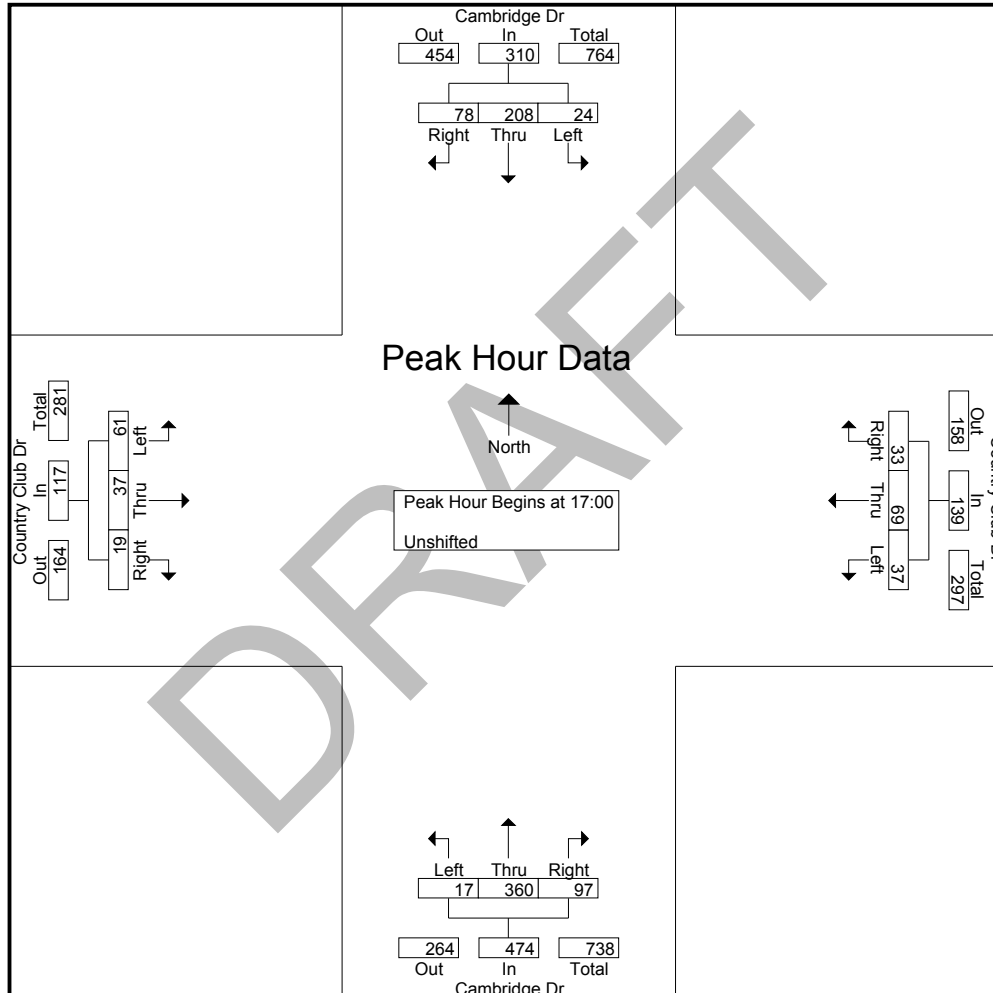 Cambridge Dr
Out In Total
454 310 764
78 208 24
Right Thru Left
Peak Hour Data
North
Peak Hour Begins at 17:00
Unshifted
Country Club Dr
Total In Out
281 117 164
61 37 19
Left Thru Right
Out In Total
158 139 297
33 69 37
Right Thru Left
Left Thru Right
17 360 97
264 474 738
Out In Total
Cambridge Dr
DRAFT